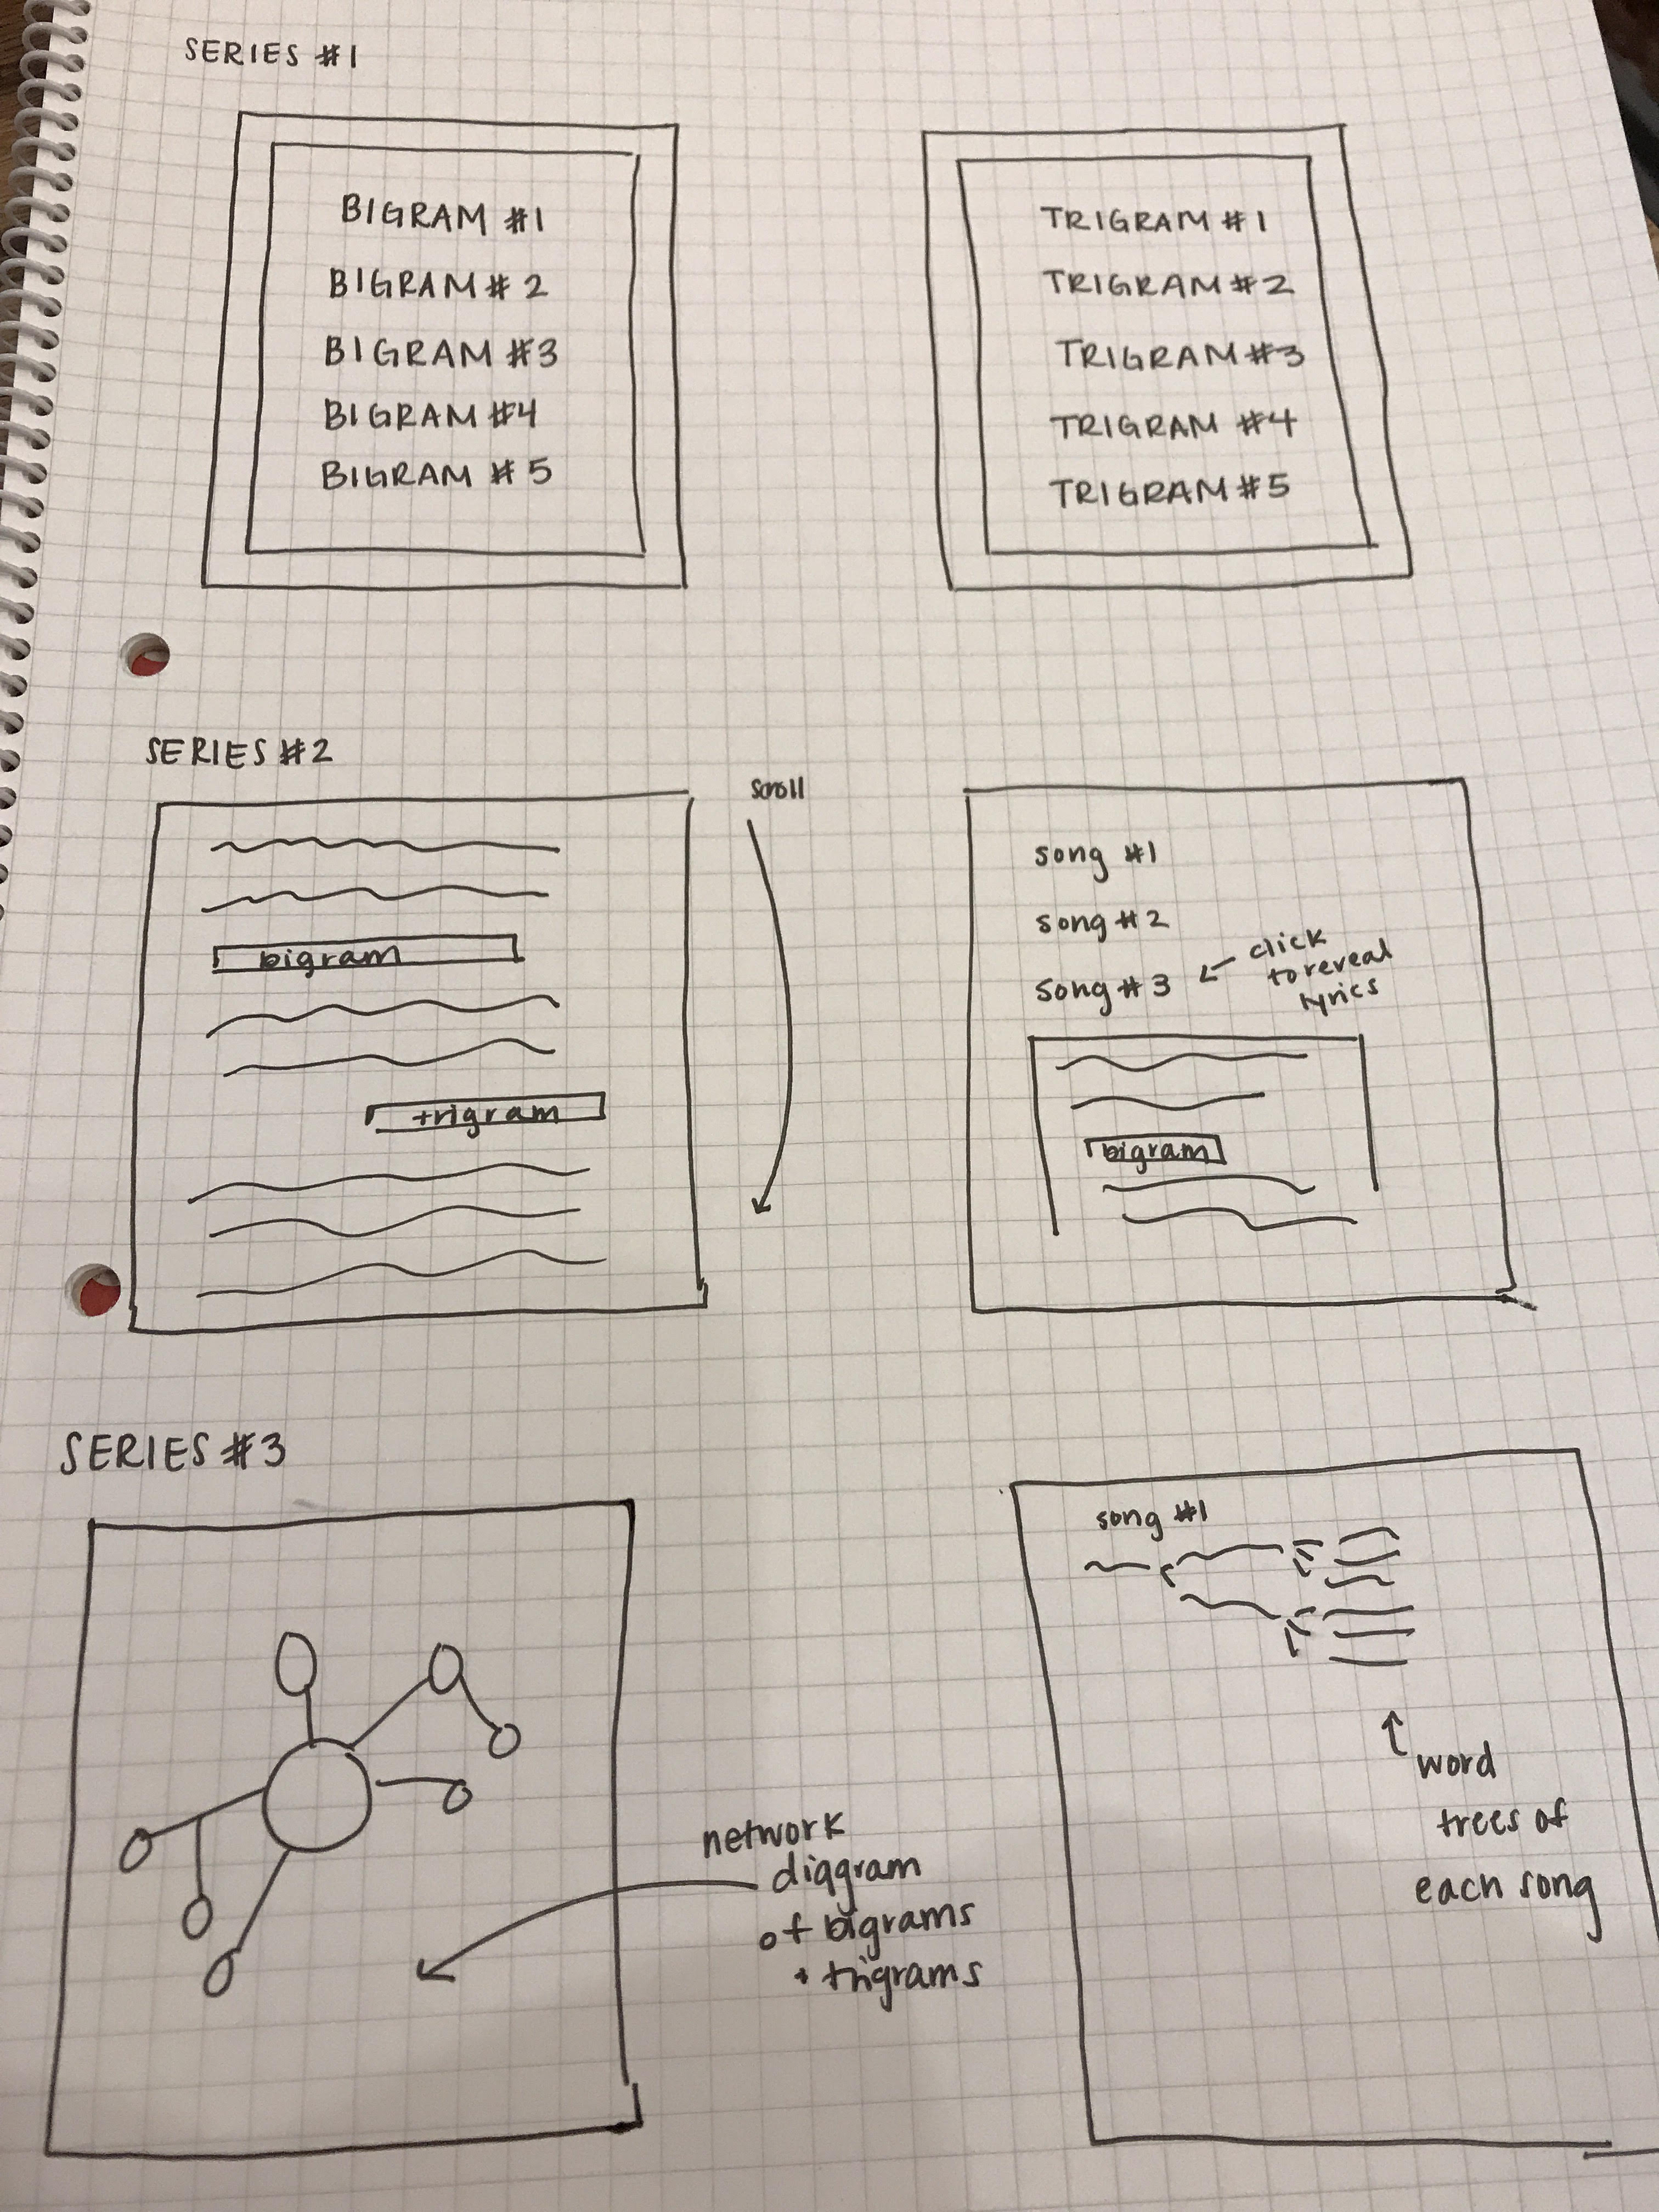 SERIES #1
BIGRAM #1
BIGRAM # 2
BIGRAM #3
BIGRAM #4
BIGRAM # 5
TRIGRAM #1
TRIGRAM #2
TRIGRAM #3
TRIGRAM #4
TRIGRAM #5
SERIES #2
bigram
trigram
scroll
song #1
song #2
song #3
click
to reveal
lyrics
bigram
SERIES #3
network
diagram
of bigrams
+ trigrams
song #1
word
trees of
each song